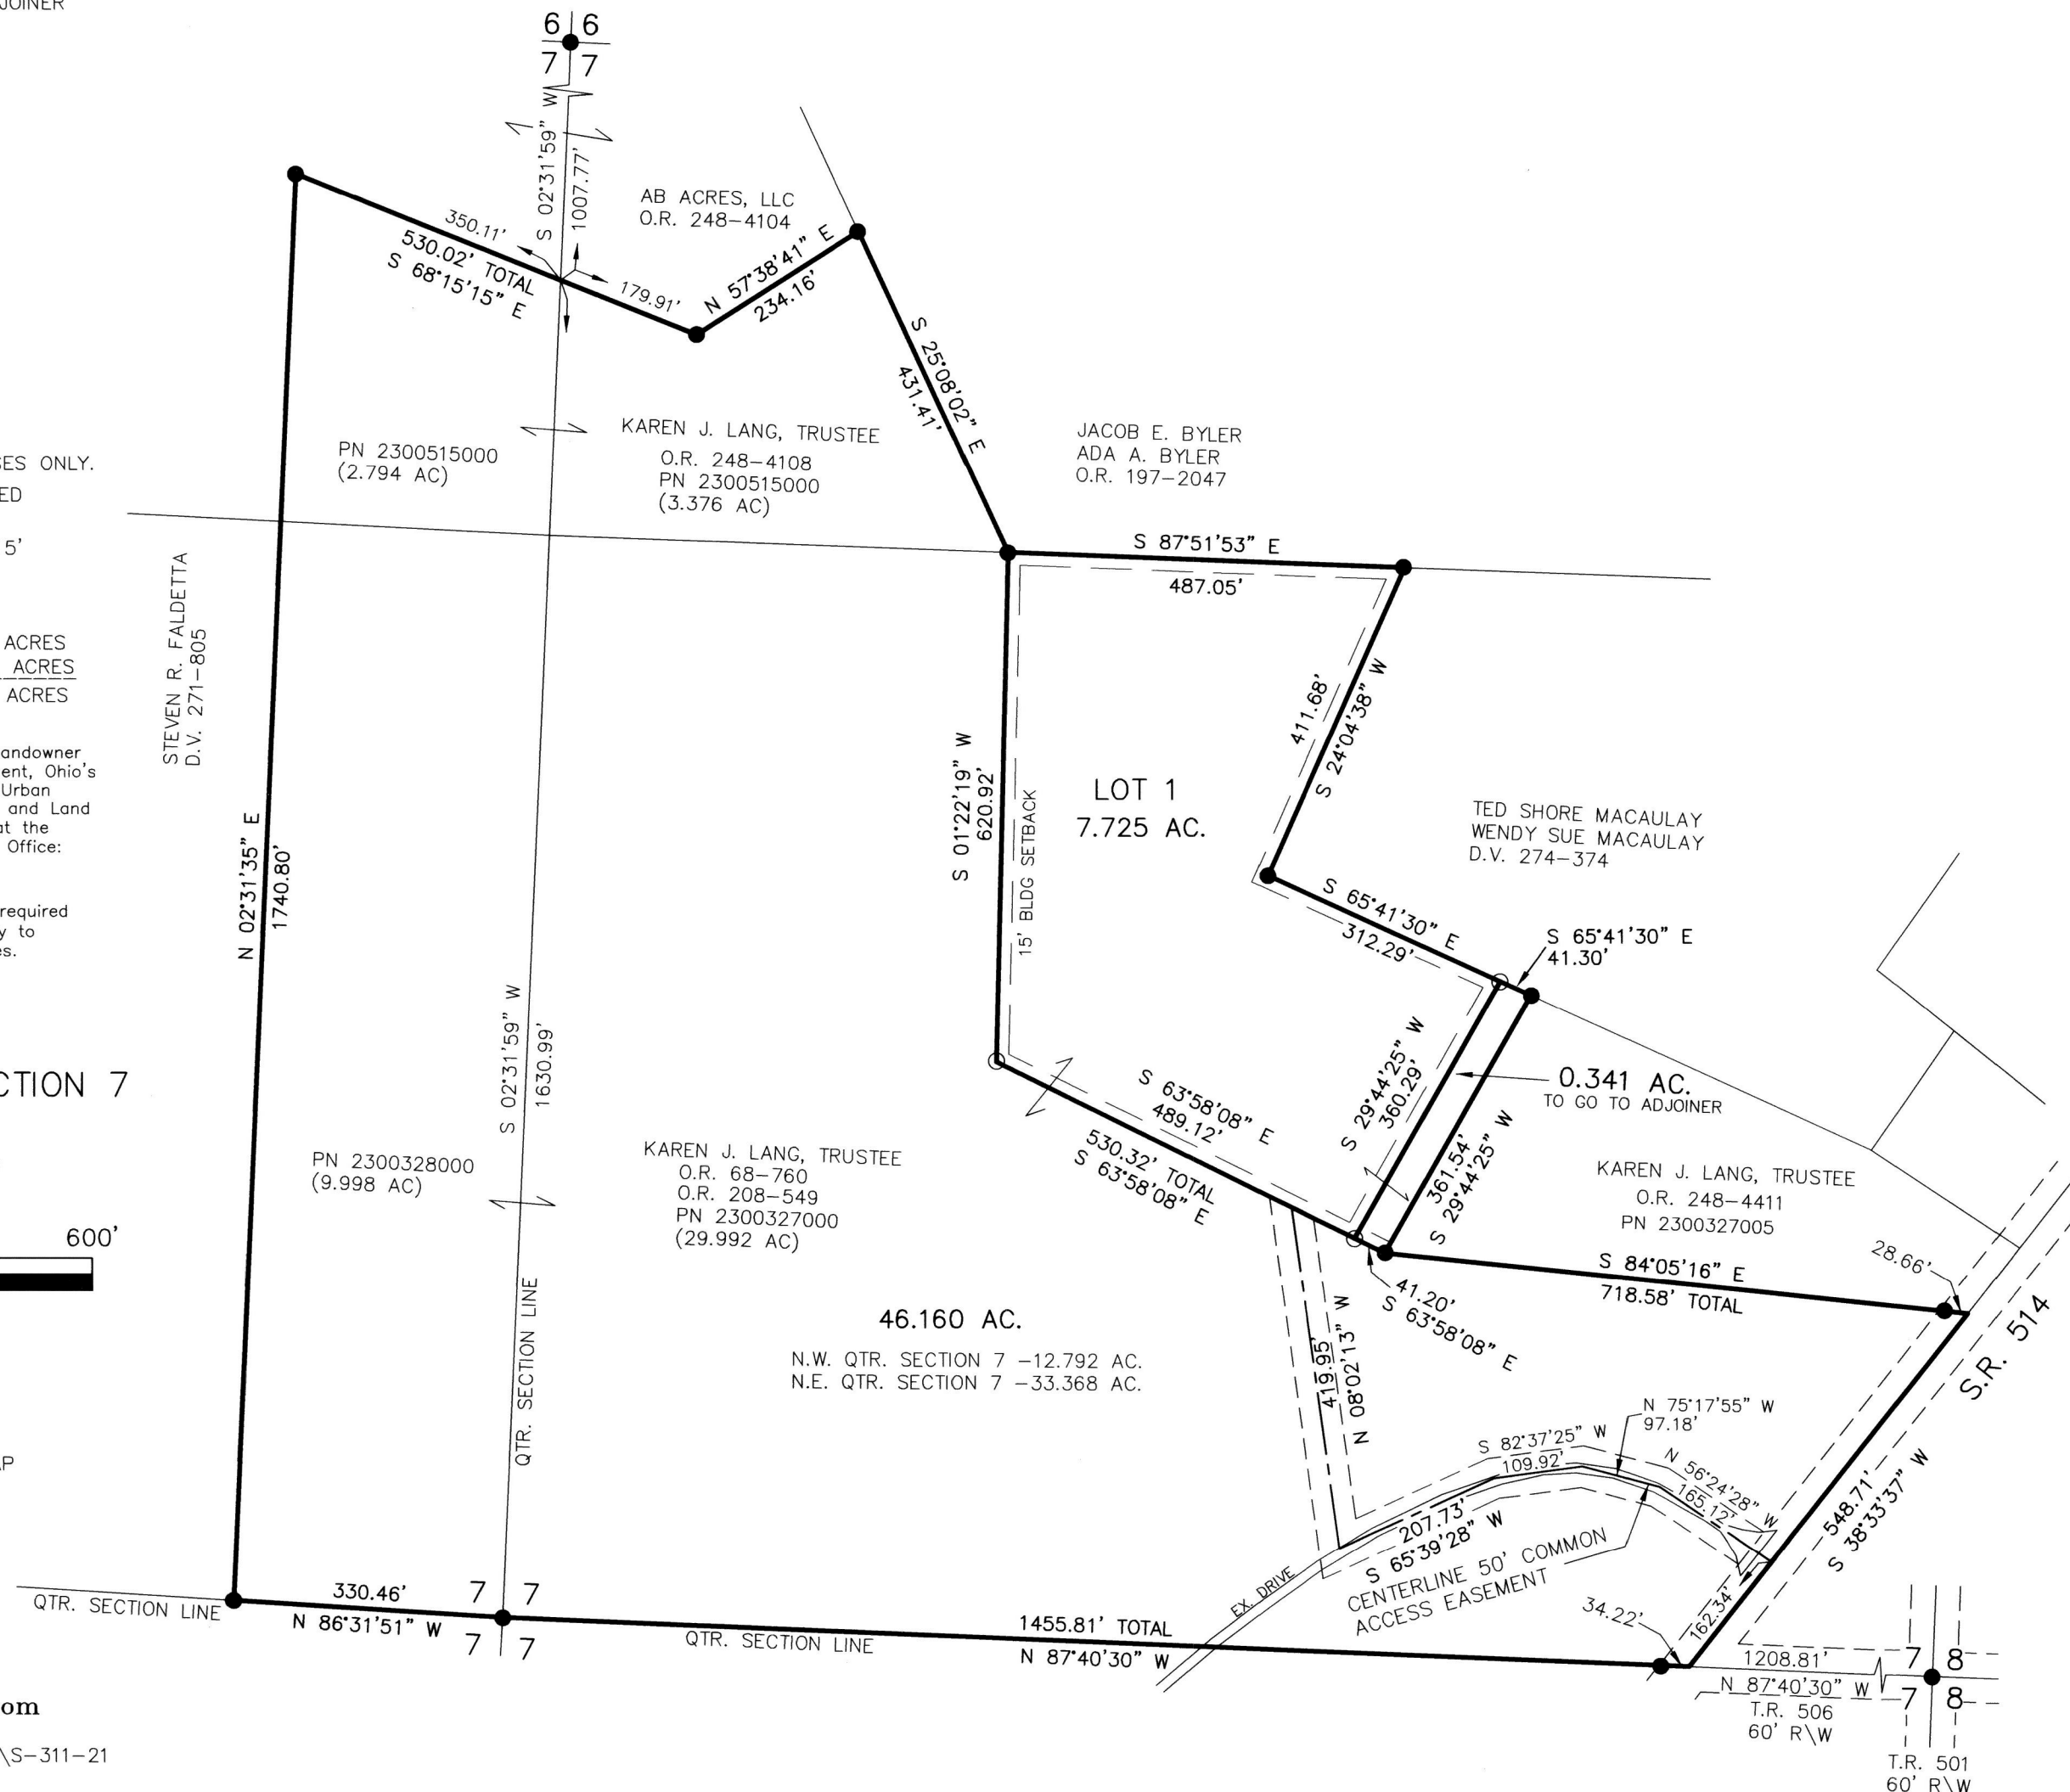 JOINER
6 6
7 7
S 02°31'59" W
1007.77'
AB ACRES, LLC
O.R. 248-4104
350.11'
530.02' TOTAL
S 68°15'15" E
179.91'
N 57°38'41" E
234.16'
S 25°08'02" E
431.41'
KAREN J. LANG, TRUSTEE
O.R. 248-4108
PN 2300515000
(3.376 AC)
PN 2300515000
(2.794 AC)
JACOB E. BYLER
ADA A. BYLER
O.R. 197-2047
SES ONLY.
ED
5'
ACRES
ACRES
ACRES
andowner
ent, Ohio's
Urban
and Land
at the
Office:
required
y to
es.
STEVEN R. FALDETTA
D.V. 271-805
S 87°51'53" E
487.05'
411.68'
S 24°04'38" W
LOT 1
7.725 AC.
S 01°22'19" W
620.92'
15' BLDG SETBACK
TED SHORE MACAULAY
WENDY SUE MACAULAY
D.V. 274-374
N 02°31'35" E
1740.80'
S 65°41'30" E
312.29'
S 65°41'30" E
41.30'
S 02°31'59" W
1630.99'
CTION 7
S 63°58'08" E
489.12'
530.32' TOTAL
S 63°58'08" E
S 29°44'25" W
360.29'
0.341 AC.
TO GO TO ADJOINER
361.54'
S 29°44'25" W
PN 2300328000
(9.998 AC)
KAREN J. LANG, TRUSTEE
O.R. 68-760
O.R. 208-549
PN 2300327000
(29.992 AC)
KAREN J. LANG, TRUSTEE
O.R. 248-4411
PN 2300327005
600'
28.66'
S 84°05'16" E
718.58' TOTAL
41.20'
S 63°58'08" E
S.R. 514
QTR. SECTION LINE
46.160 AC.
N.W. QTR. SECTION 7 -12.792 AC.
N.E. QTR. SECTION 7 -33.368 AC.
419.95'
N 08°02'13" W
N 75°17'55" W
97.18'
S 82°37'25" W
109.92'
N 56°24'28" W
165.12'
207.73'
S 65°39'28" W
548.71'
S 38°33'37" W
CENTERLINE 50' COMMON
ACCESS EASEMENT
EX. DRIVE
AP
34.22'
162.34'
QTR. SECTION LINE
330.46'
N 86°31'51" W
7 7
7 7
QTR. SECTION LINE
1455.81' TOTAL
N 87°40'30" W
1208.81'
N 87°40'30" W
7 8
7 8
T.R. 506
60' R\W
T.R. 501
60' R\W
om
\S-311-21